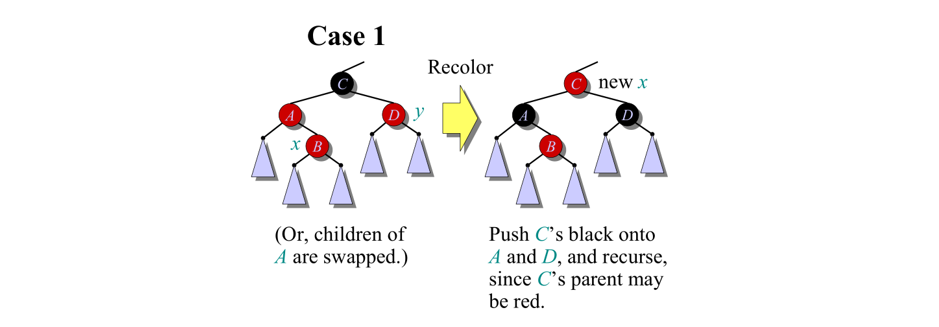 Case 1
Recolor
C
A
D y
x B
C new x
A
D
B
(Or, children of
A are swapped.)
Push C’s black onto
A and D, and recurse,
since C’s parent may
be red.